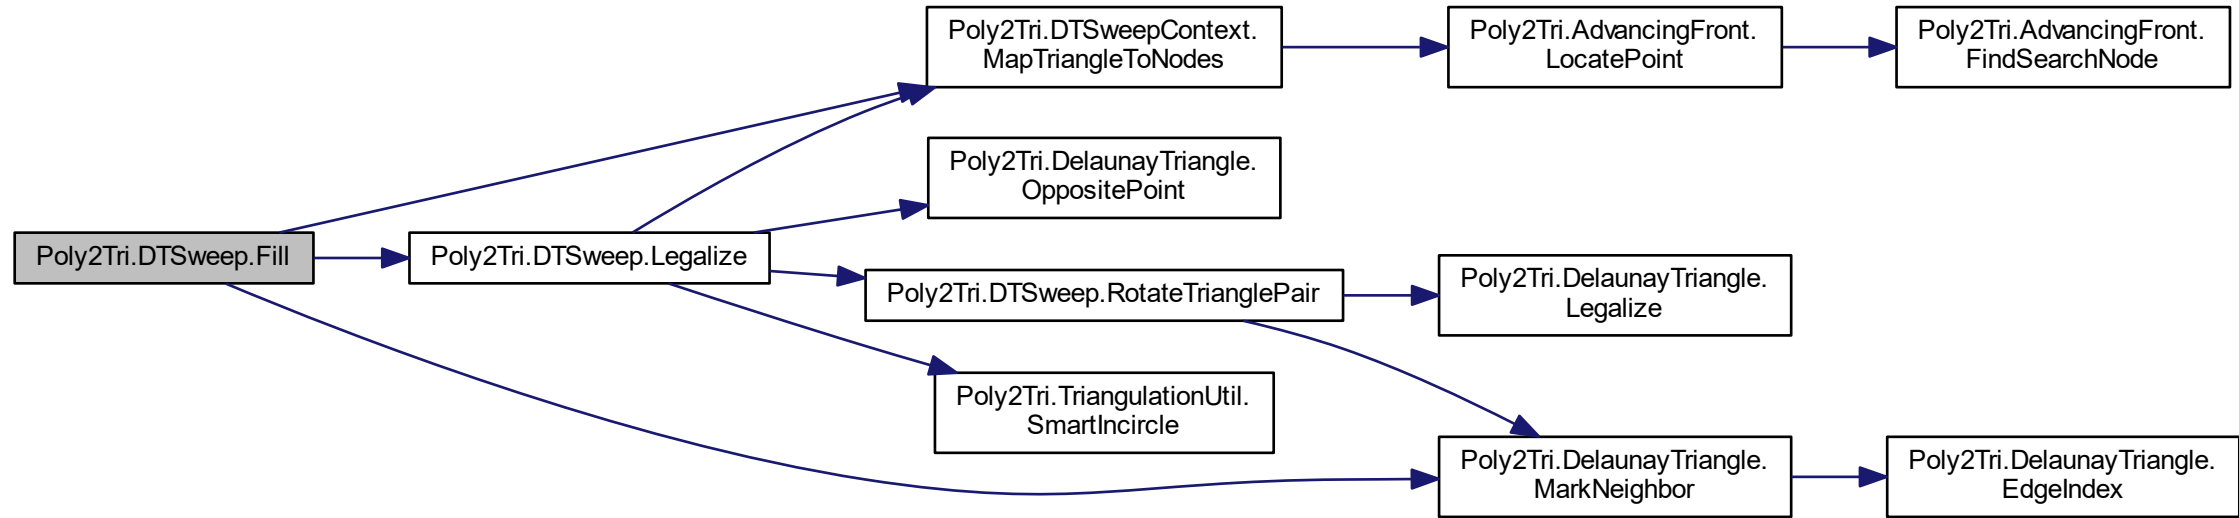 Poly2Tri.DTSweep.Fill
Poly2Tri.DTSweep.Legalize
Poly2Tri.DTSweepContext.
MapTriangleToNodes
Poly2Tri.AdvancingFront.
LocatePoint
Poly2Tri.AdvancingFront.
FindSearchNode
Poly2Tri.DelaunayTriangle.
OppositePoint
Poly2Tri.DTSweep.RotateTrianglePair
Poly2Tri.DelaunayTriangle.
Legalize
Poly2Tri.TriangulationUtil.
SmartIncircle
Poly2Tri.DelaunayTriangle.
MarkNeighbor
Poly2Tri.DelaunayTriangle.
EdgeIndex